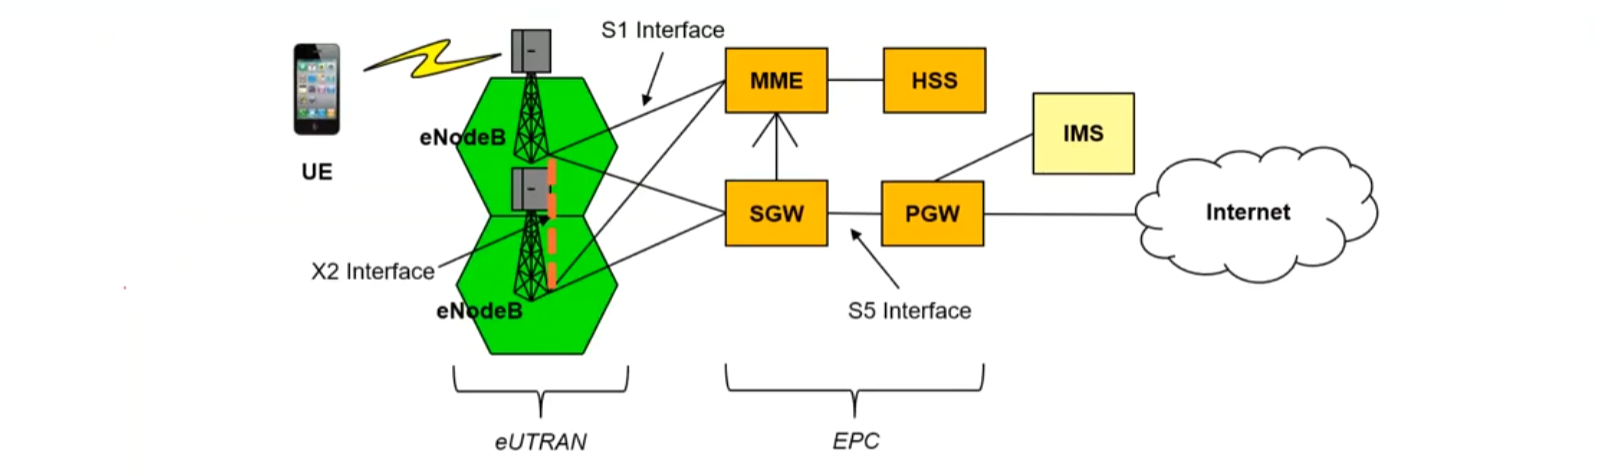 S1 Interface
MME
HSS
IMS
eNodeB
UE
SGW
PGW
Internet
X2 Interface
eNodeB
S5 Interface
eUTRAN
EPC